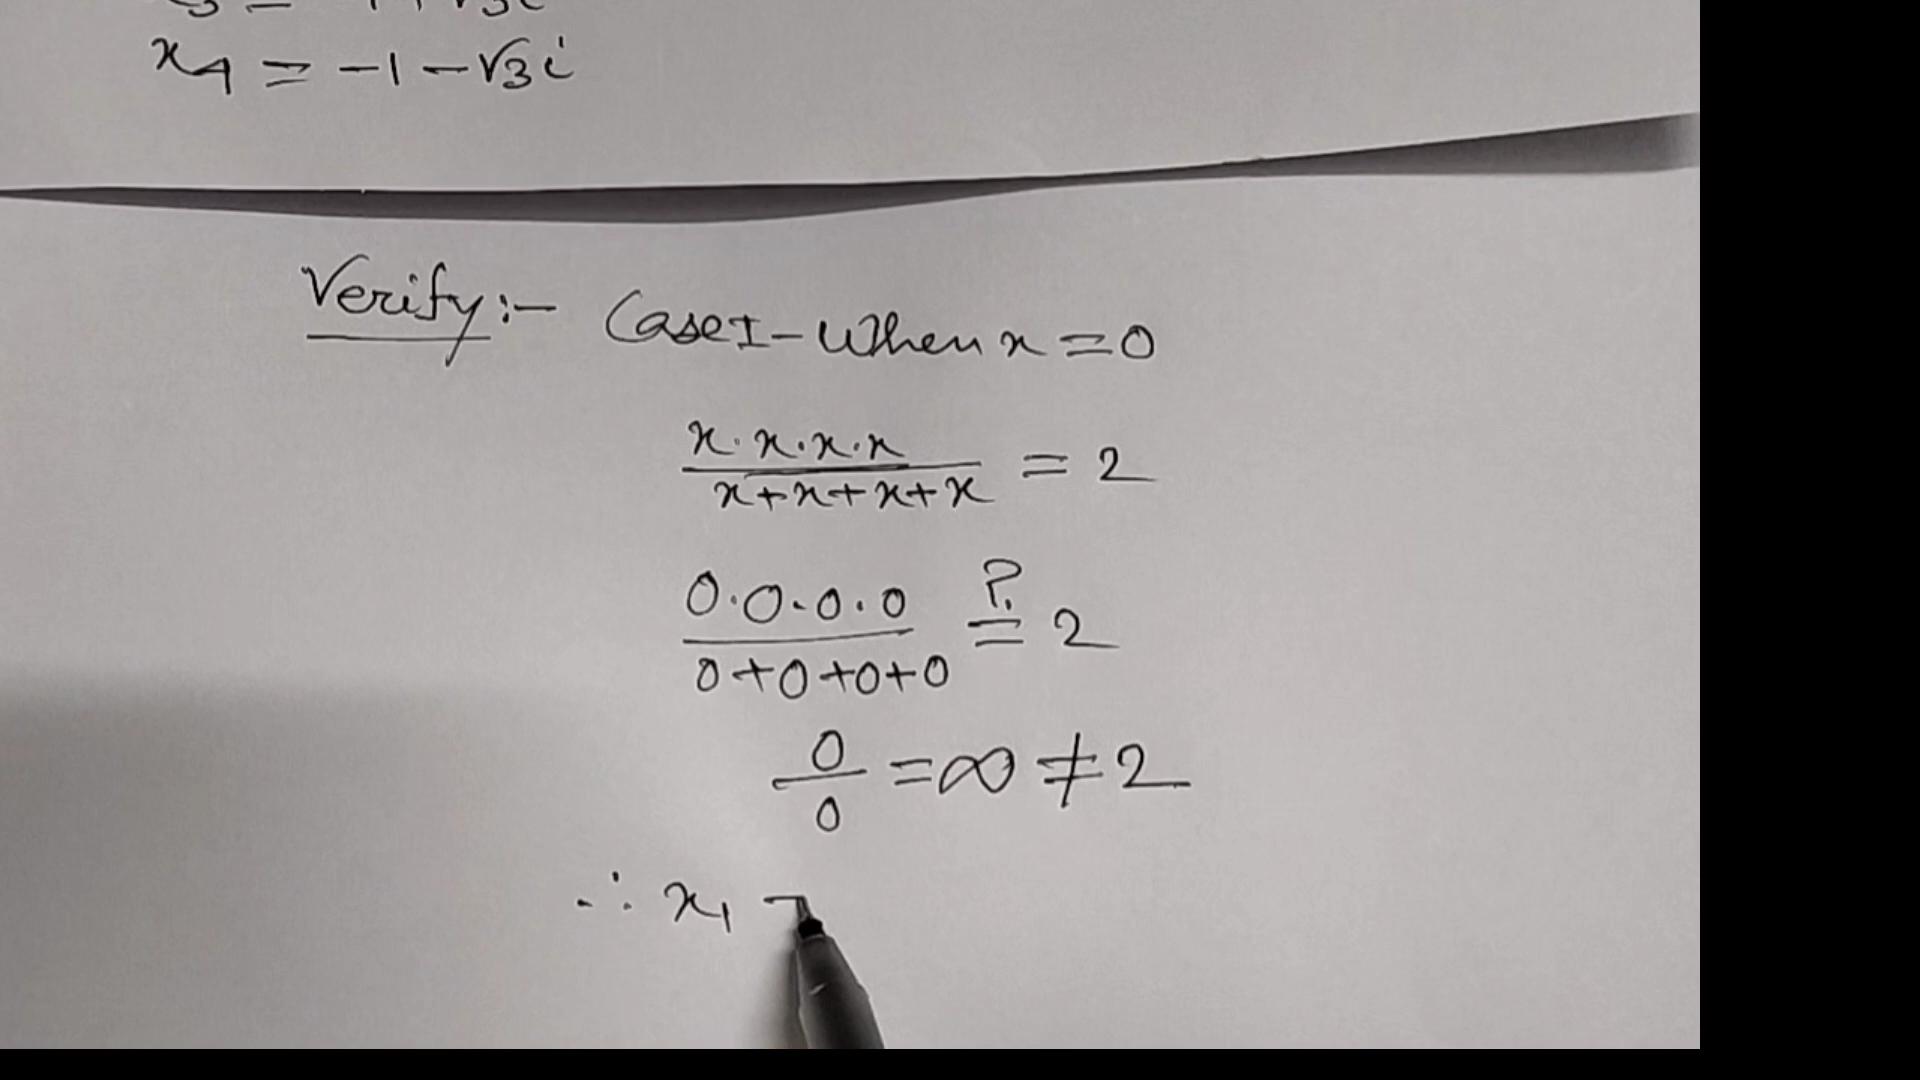 x₄ = -1 - √3i
Verify:- Case I - When x = 0
x.x.x.x / x+x+x+x = 2
0.0.0.0 / 0+0+0+0 ?= 2
0/0 = ∞ ≠ 2
∴ x₁